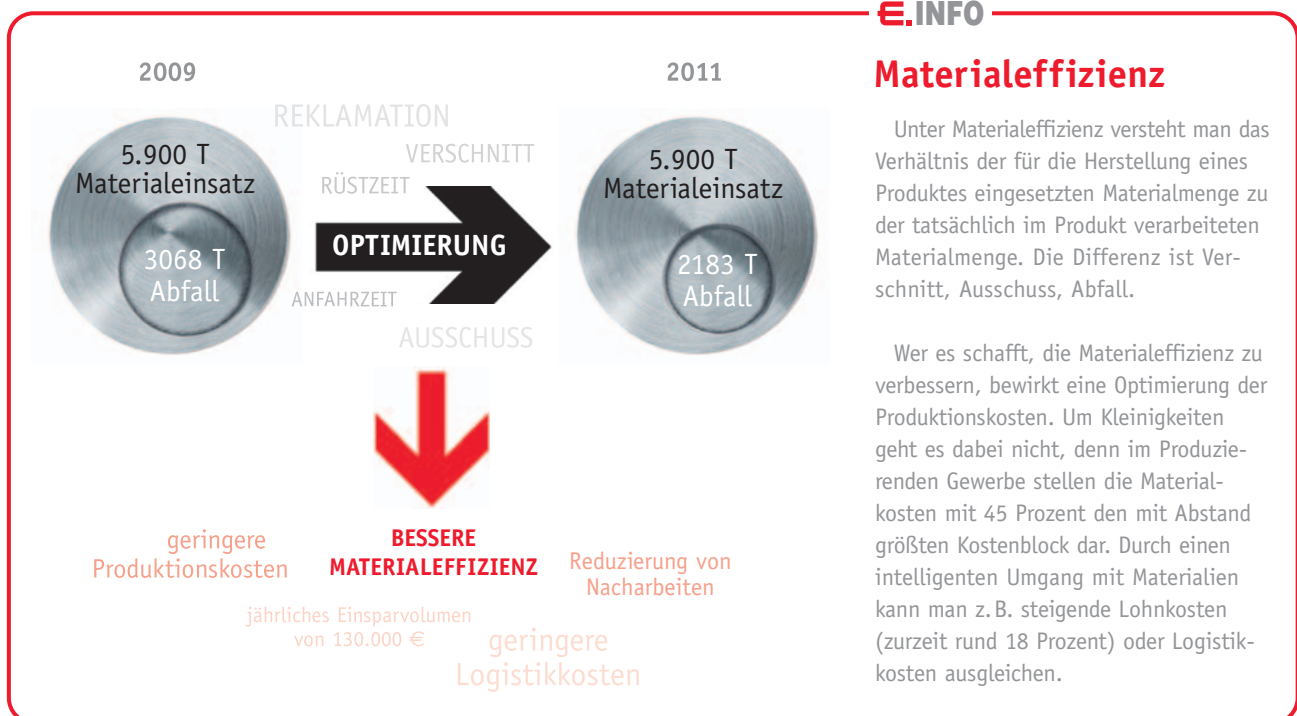 E.INFO
2009
2011
REKLAMATION
VERSCHNITT
RÜSTZEIT
5.900 T
Materialeinsatz
3068 T
Abfall
OPTIMIERUNG
ANFAHRZEIT
AUSSCHUSS
5.900 T
Materialeinsatz
2183 T
Abfall
geringere
Produktionskosten
BESSERE
MATERIALEFFIZIENZ
Reduzierung von
Nacharbeiten
jährliches Einsparvolumen
von 130.000 €
geringere
Logistikkosten
Materialeffizienz
Unter Materialeffizienz versteht man das
Verhältnis der für die Herstellung eines
Produktes eingesetzten Materialmenge zu
der tatsächlich im Produkt verarbeiteten
Materialmenge. Die Differenz ist Ver-
schnitt, Ausschuss, Abfall.
Wer es schafft, die Materialeffizienz zu
verbessern, bewirkt eine Optimierung der
Produktionskosten. Um Kleinigkeiten
geht es dabei nicht, denn im Produzie-
renden Gewerbe stellen die Material-
kosten mit 45 Prozent den mit Abstand
größten Kostenblock dar. Durch einen
intelligenten Umgang mit Materialien
kann man z. B. steigende Lohnkosten
(zurzeit rund 18 Prozent) oder Logistik-
kosten ausgleichen.